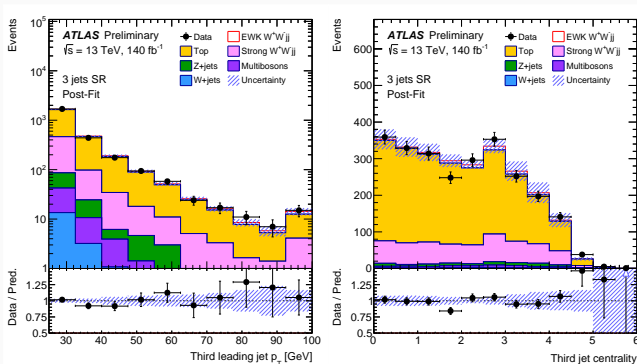 Events
10⁵
10⁴
10³
10²
10
1
ATLAS Preliminary
√s = 13 TeV, 140 fb⁻¹
3 jets SR
Post-Fit
Data
Top
Z+jets
W+jets
EWK W⁺W⁻jj
Strong W⁺W⁻jj
Multibosons
Uncertainty
Data / Pred.
1.25
1
0.75
0.5
30 40 50 60 70 80 90 100
Third leading jet p_T [GeV]
Events
600
500
400
300
200
100
0
ATLAS Preliminary
√s = 13 TeV, 140 fb⁻¹
3 jets SR
Post-Fit
Data
Top
Z+jets
W+jets
EWK W⁺W⁻jj
Strong W⁺W⁻jj
Multibosons
Uncertainty
Data / Pred.
1.25
1
0.75
0.5
0 1 2 3 4 5 6
Third jet centrality